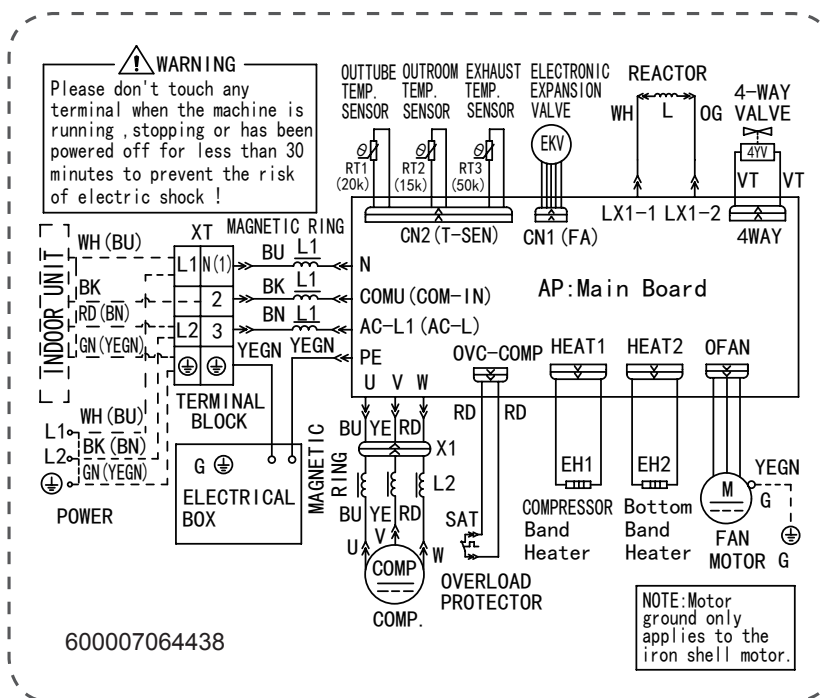 WARNING
Please don't touch any
terminal when the machine is
running ,stopping or has been
powered off for less than 30
minutes to prevent the risk
of electric shock !
OUTTUBE
TEMP.
SENSOR
OUTROOM
TEMP.
SENSOR
EXHAUST
TEMP.
SENSOR
ELECTRONIC
EXPANSION
VALVE
REACTOR
WH
L
OG
4-WAY
VALVE
4YV
VT
VT
θ
RT1
(20k)
θ
RT2
(15k)
θ
RT3
(50k)
EKV
CN2(T-SEN)
CN1(FA)
LX1-1
LX1-2
4WAY
INDOOR UNIT
WH(BU)
BK
RD(BN)
GN(YEGN)
XT
L1
N(1)
2
L2
3
TERMINAL
BLOCK
MAGNETIC RING
BU
L1
BK
L1
BN
L1
YEGN
YEGN
N
COMU(COM-IN)
AC-L1(AC-L)
PE
AP:Main Board
OVC-COMP
HEAT1
HEAT2
OFAN
U
V
W
L1
L2
WH(BU)
BK(BN)
GN(YEGN)
POWER
G
ELECTRICAL
BOX
MAGNETIC
RING
BU
YE
RD
X1
L2
BU
YE
RD
U
V
W
COMP
COMP.
RD
RD
SAT
OVERLOAD
PROTECTOR
EH1
COMPRESSOR
Band
Heater
EH2
Bottom
Band
Heater
M
FAN
MOTOR
YEGN
G
G
NOTE:Motor
ground only
applies to the
iron shell motor.
600007064438